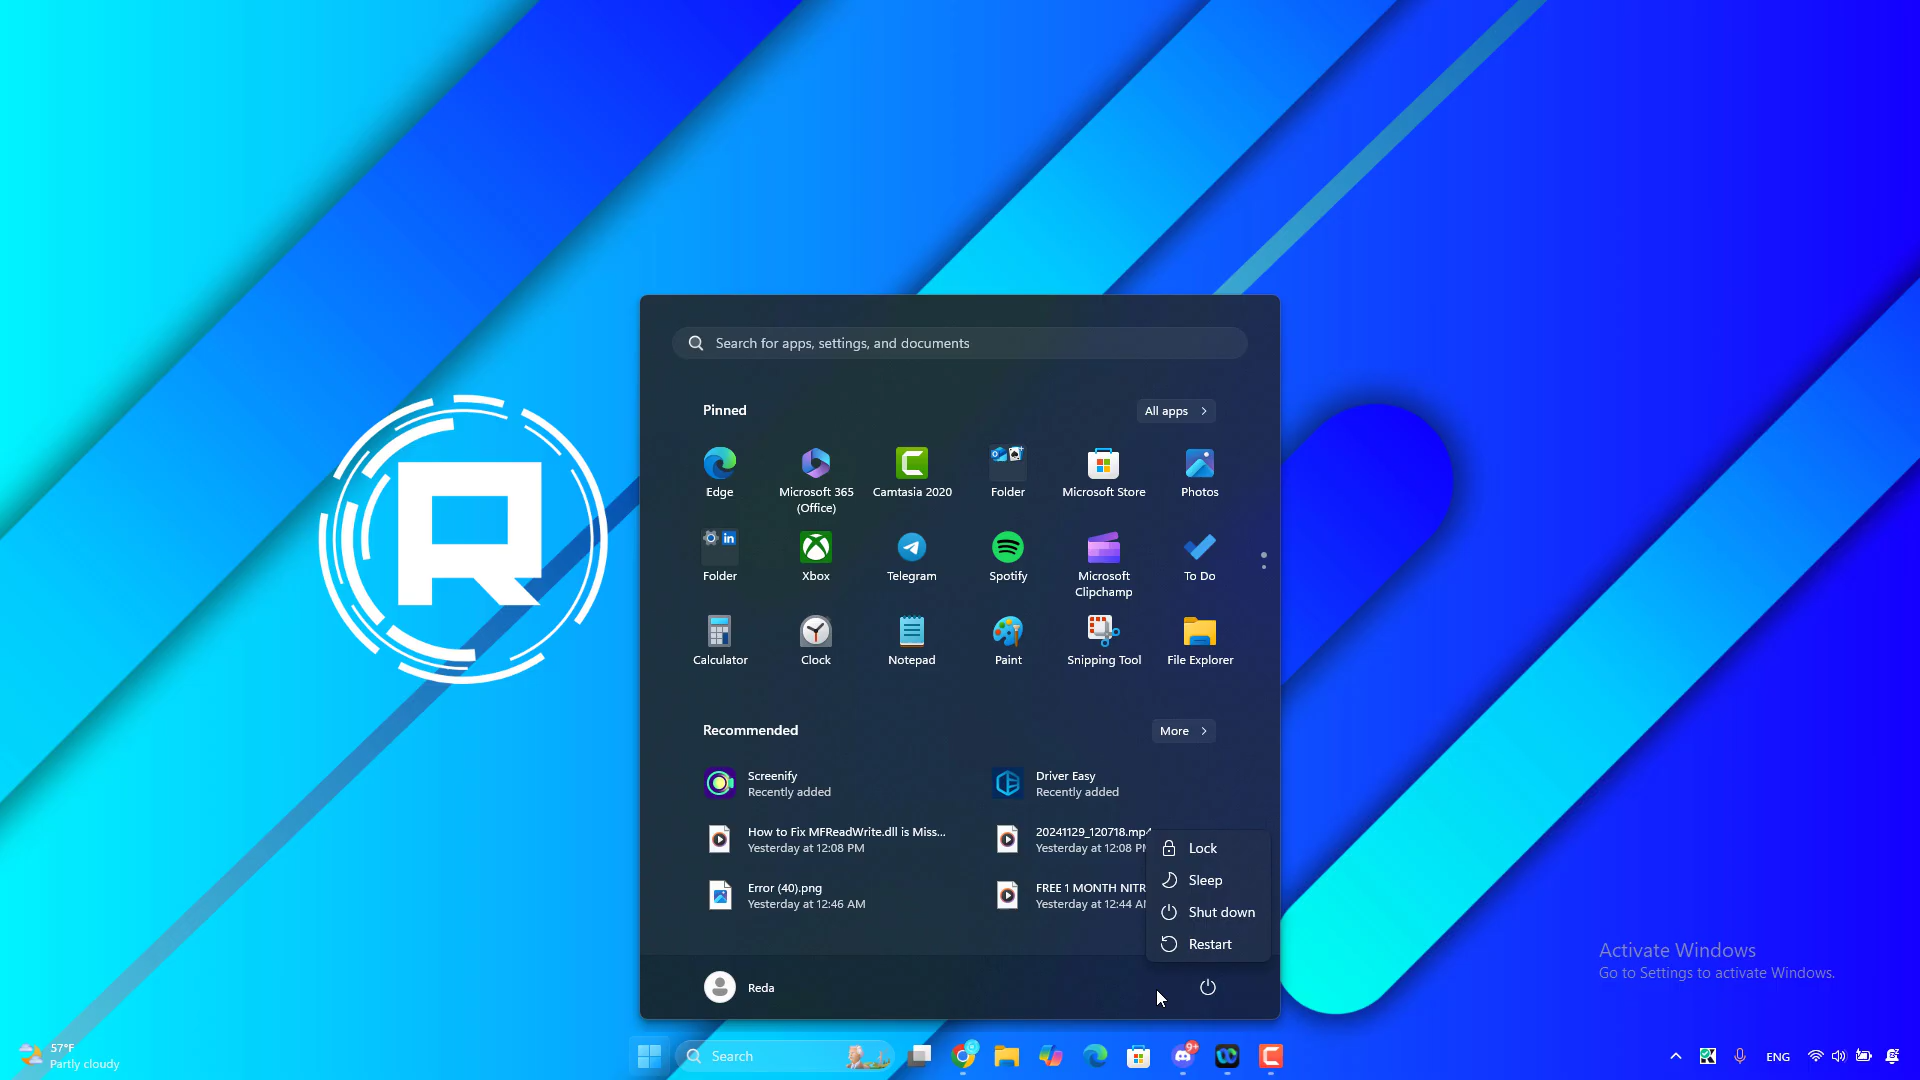 Search for apps, settings, and documents
Pinned
All apps
Edge
Microsoft 365
(Office)
Camtasia 2020
Folder
Microsoft Store
Photos
Folder
Xbox
Telegram
Spotify
Microsoft
Clipchamp
To Do
Calculator
Clock
Notepad
Paint
Snipping Tool
File Explorer
Recommended
More
Screenify
Recently added
Driver Easy
Recently added
How to Fix MFReadWrite.dll is Miss...
Yesterday at 12:08 PM
20241129_120718.mp4
Yesterday at 12:08 PM
Error (40).png
Yesterday at 12:46 AM
FREE 1 MONTH NITR
Yesterday at 12:44 AM
Lock
Sleep
Shut down
Restart
Reda
Activate Windows
Go to Settings to activate Windows.
57°F
Partly cloudy
Search
9+
ENG